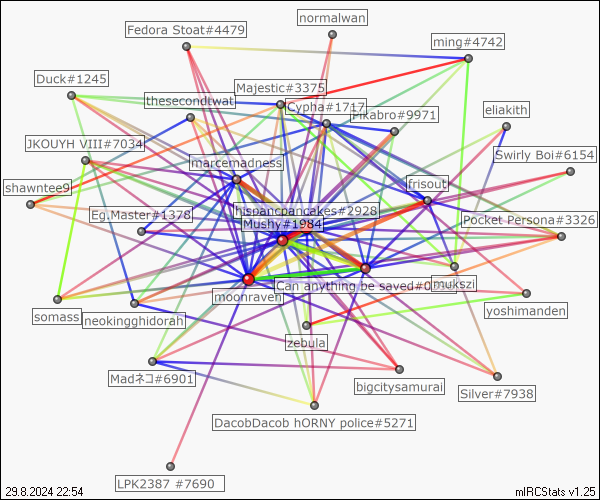 normalwan
Fedora Stoat#4479
ming#4742
Duck#1245
Majestic#3375
thesecondtwat
Cypha#1717
Pikabro#9971
eliakith
JKOUYH VIII#7034
Swirly Boi#6154
marcemadness
shawntee9
frisout
hispanicpancakes#2928
Eg.Master#1378
Mushy#1984
Pocket Persona#3326
Can anything be saved
mukszi
moonraven
somass
neokingghidorah
yoshimanden
zebula
Madネコ#6901
bigcitysamurai
Silver#7938
DacobDacob hORNY police#5271
LPK2387 #7690
29.8.2024 22:54
mIRCStats v1.25